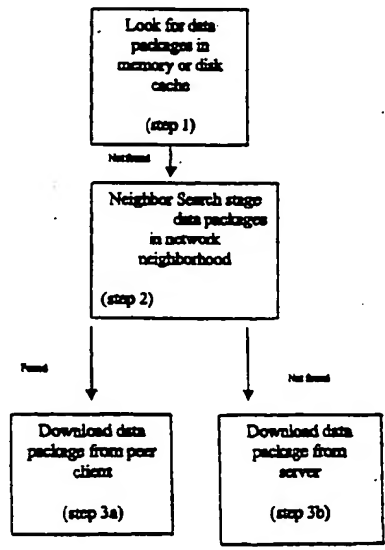 Look for data
packages in
memory or disk
cache
(step 1)
Not found
Neighbor Search stage
data packages
in network
neighborhood
(step 2)
Found
Not found
Download data
package from peer
client
(step 3a)
Download data
package from
server
(step 3b)